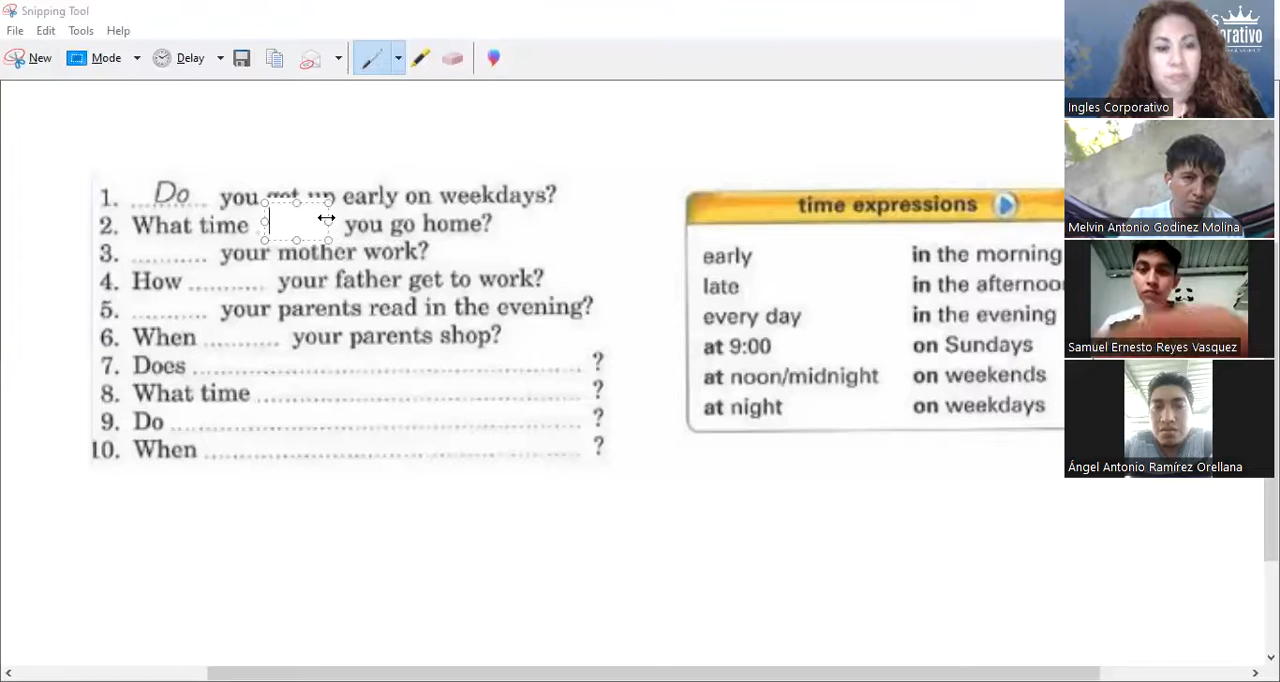 Snipping Tool
File Edit Tools Help
New Mode Delay
1. Do you get up early on weekdays?
2. What time you go home?
3. .......... your mother work?
4. How .......... your father get to work?
5. .......... your parents read in the evening?
6. When .......... your parents shop?
7. Does .......... ?
8. What time .......... ?
9. Do .......... ?
10. When .......... ?
time expressions
early in the morning
late in the afternoo
every day in the evening
at 9:00 on Sundays
at noon/midnight on weekends
at night on weekdays
Ingles Corporativo
Melvin Antonio Godinez Molina
Samuel Ernesto Reyes Vasquez
Ángel Antonio Ramírez Orellana